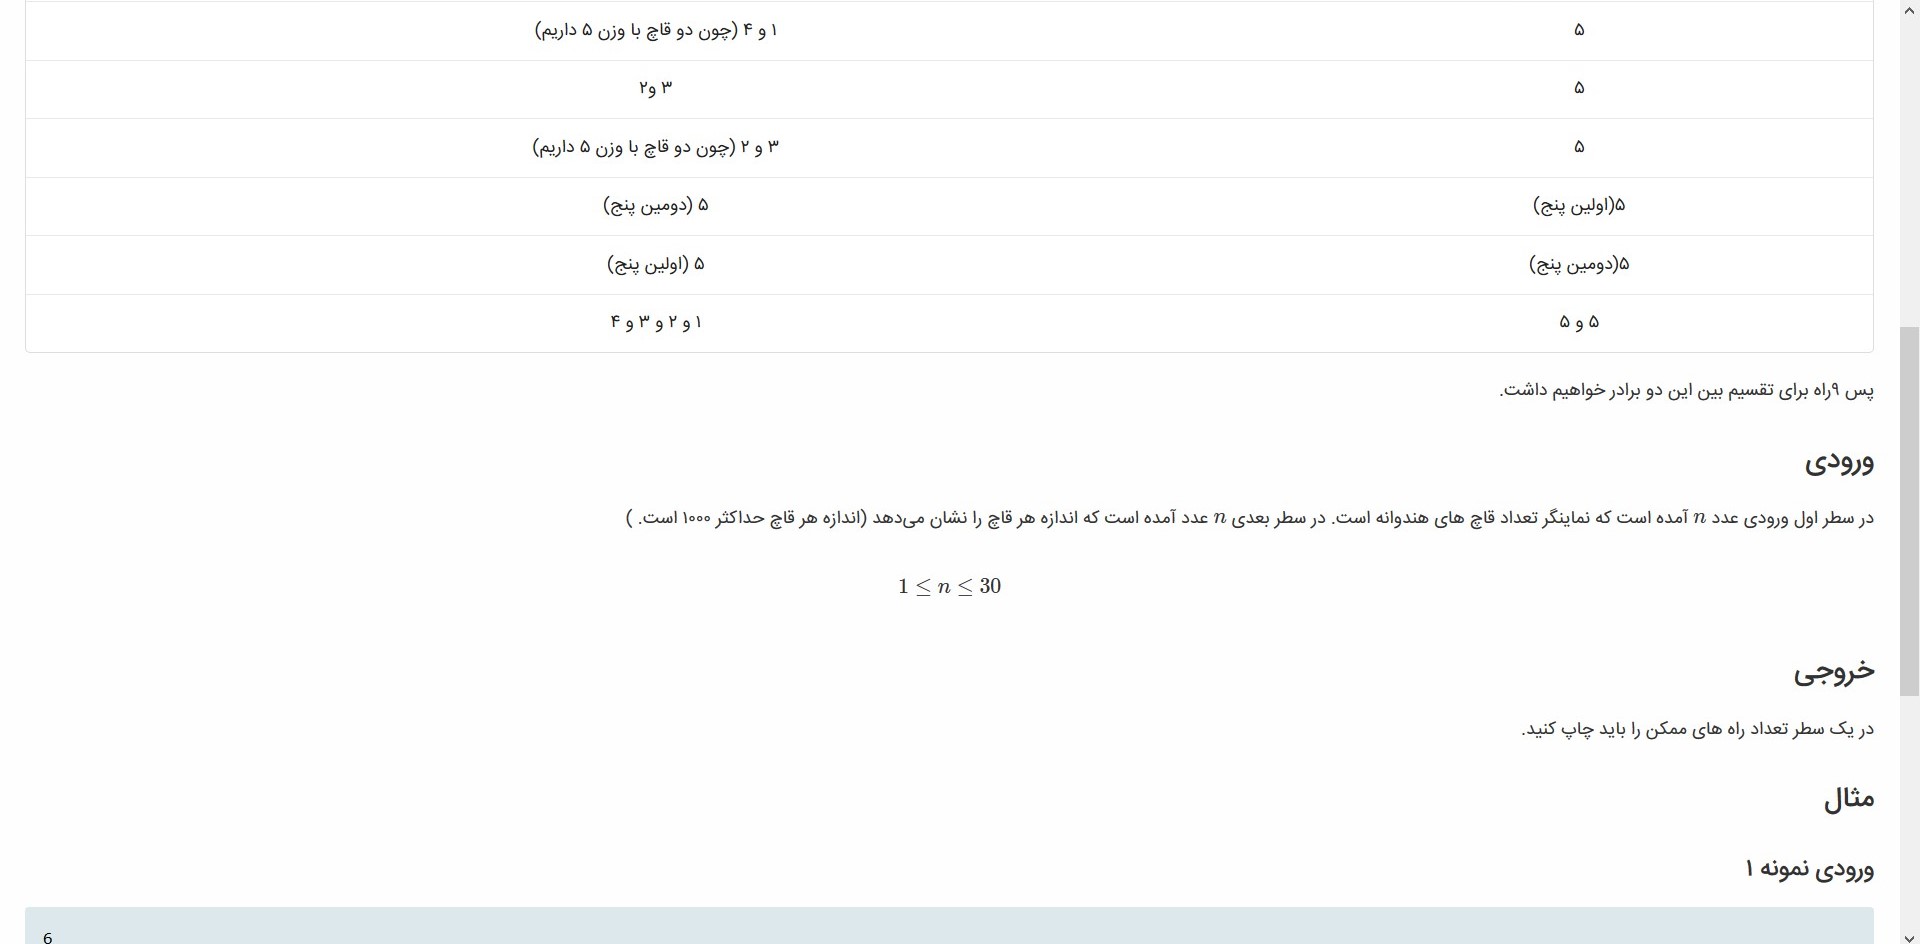 ۵ ۱ و ۴ (چون دو قاچ با وزن ۵ داریم)
۵ ۳ و۲
۵ ۳ و ۲ (چون دو قاچ با وزن ۵ داریم)
۵(اولین پنج) ۵ (دومین پنج)
۵(دومین پنج) ۵ (اولین پنج)
۵ و ۵ ۱ و ۲ و ۳ و ۴
پس ۹راه برای تقسیم بین این دو برادر خواهیم داشت.
ورودی
در سطر اول ورودی عدد n آمده است که نماینگر تعداد قاچ های هندوانه است. در سطر بعدی n عدد آمده است که اندازه هر قاچ را نشان می‌دهد (اندازه هر قاچ حداکثر ۱۰۰۰ است. )
1 ≤ n ≤ 30
خروجی
در یک سطر تعداد راه های ممکن را باید چاپ کنید.
مثال
ورودی نمونه ۱
6